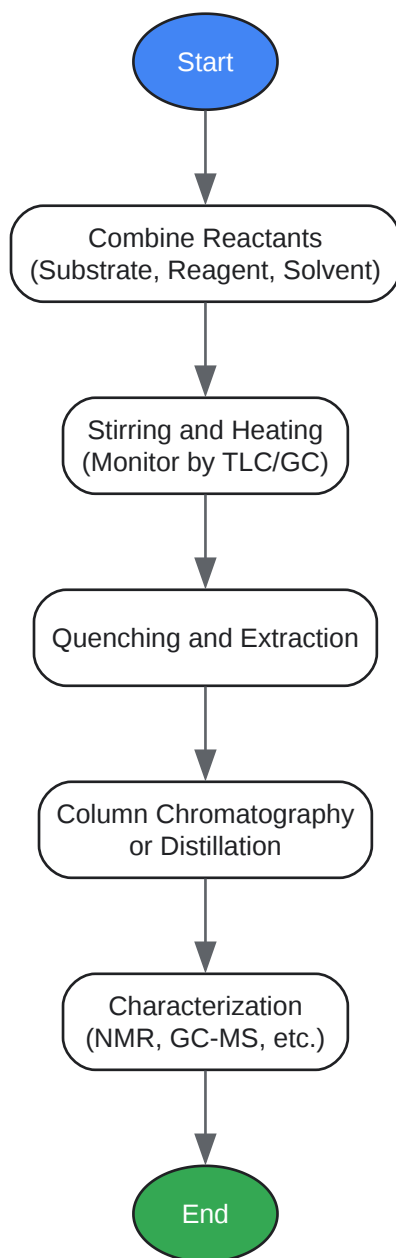 Start
Combine Reactants
(Substrate, Reagent, Solvent)
Stirring and Heating
(Monitor by TLC/GC)
Quenching and Extraction
Column Chromatography
or Distillation
Characterization
(NMR, GC-MS, etc.)
End